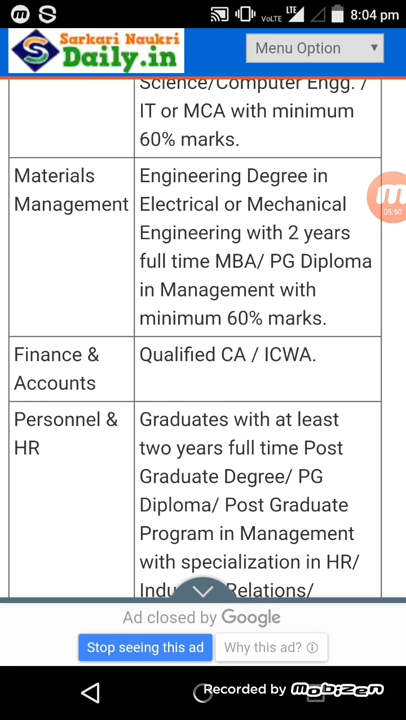 m S VoLTE LTE 8:04 pm
Sarkari Naukri
Daily.in
Menu Option
Science/Computer Engg. /
IT or MCA with minimum
60% marks.
Materials Management
Engineering Degree in
Electrical or Mechanical
Engineering with 2 years
full time MBA/ PG Diploma
in Management with
minimum 60% marks.
05:50
Finance &
Accounts
Qualified CA / ICWA.
Personnel &
HR
Graduates with at least
two years full time Post
Graduate Degree/ PG
Diploma/ Post Graduate
Program in Management
with specialization in HR/
Relations/
Ad closed by Google
Stop seeing this ad
Why this ad?
Recorded by mobizen